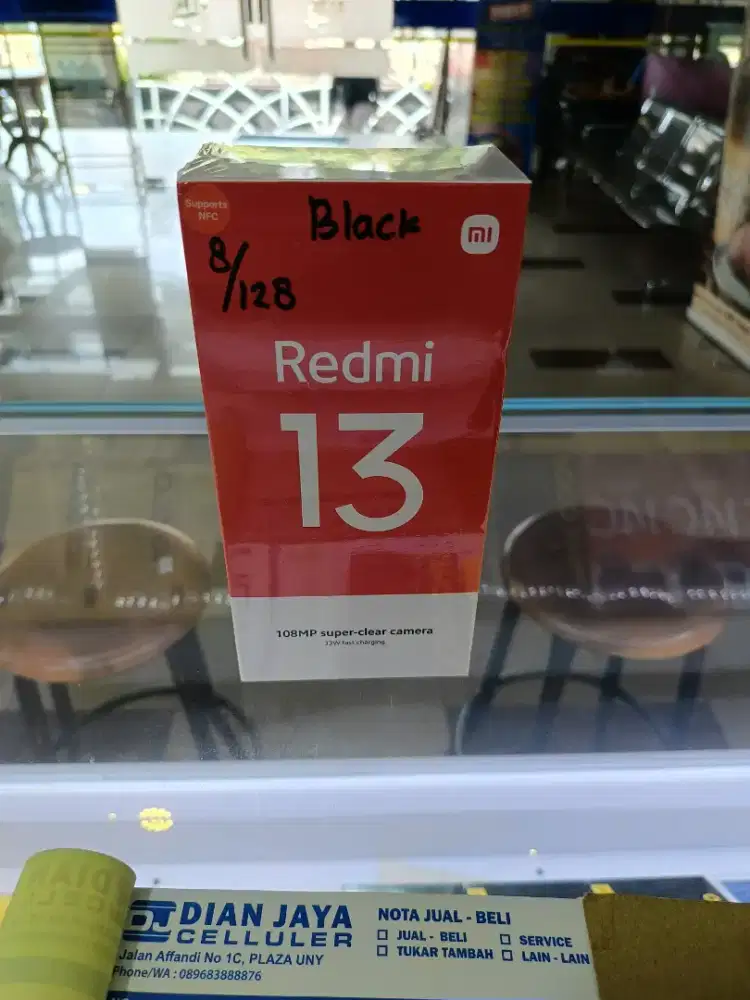 Supports
NFC
Black
mi
8/128
Redmi
13
108MP super-clear camera
33W fast charging
DIAN JAYA
CELLULER
Jalan Affandi No 1C, PLAZA UNY
Phone/WA : 089683888876
NOTA JUAL - BELI
JUAL - BELI
SERVICE
TUKAR TAMBAH
LAIN - LAIN